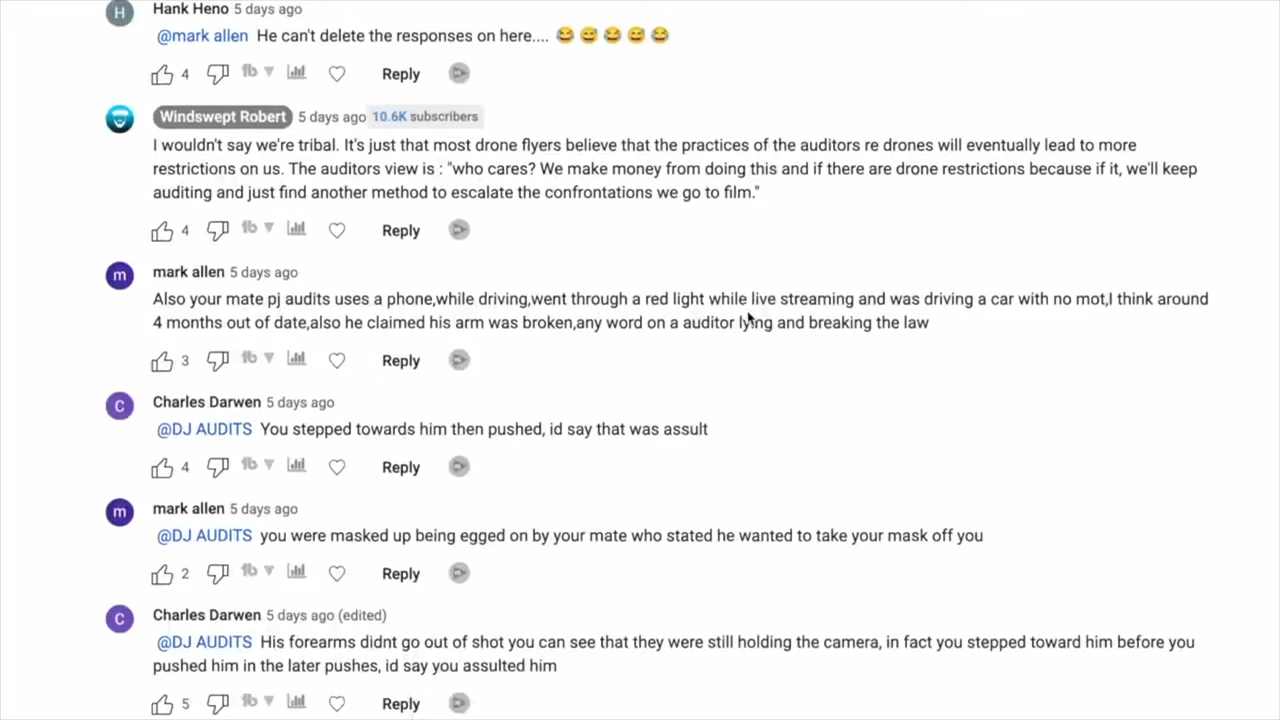 H
Hank Heno 5 days ago
@mark allen He can't delete the responses on here.... 😂 😅 😂 😅 😂
4 Reply
Windswept Robert 5 days ago 10.6K subscribers
I wouldn't say we're tribal. It's just that most drone flyers believe that the practices of the auditors re drones will eventually lead to more
restrictions on us. The auditors view is : "who cares? We make money from doing this and if there are drone restrictions because if it, we'll keep
auditing and just find another method to escalate the confrontations we go to film."
4 Reply
m
mark allen 5 days ago
Also your mate pj audits uses a phone,while driving,went through a red light while live streaming and was driving a car with no mot,I think around
4 months out of date,also he claimed his arm was broken,any word on a auditor lying and breaking the law
3 Reply
C
Charles Darwen 5 days ago
@DJ AUDITS You stepped towards him then pushed, id say that was assult
4 Reply
m
mark allen 5 days ago
@DJ AUDITS you were masked up being egged on by your mate who stated he wanted to take your mask off you
2 Reply
C
Charles Darwen 5 days ago (edited)
@DJ AUDITS His forearms didnt go out of shot you can see that they were still holding the camera, in fact you stepped toward him before you
pushed him in the later pushes, id say you assulted him
5 Reply